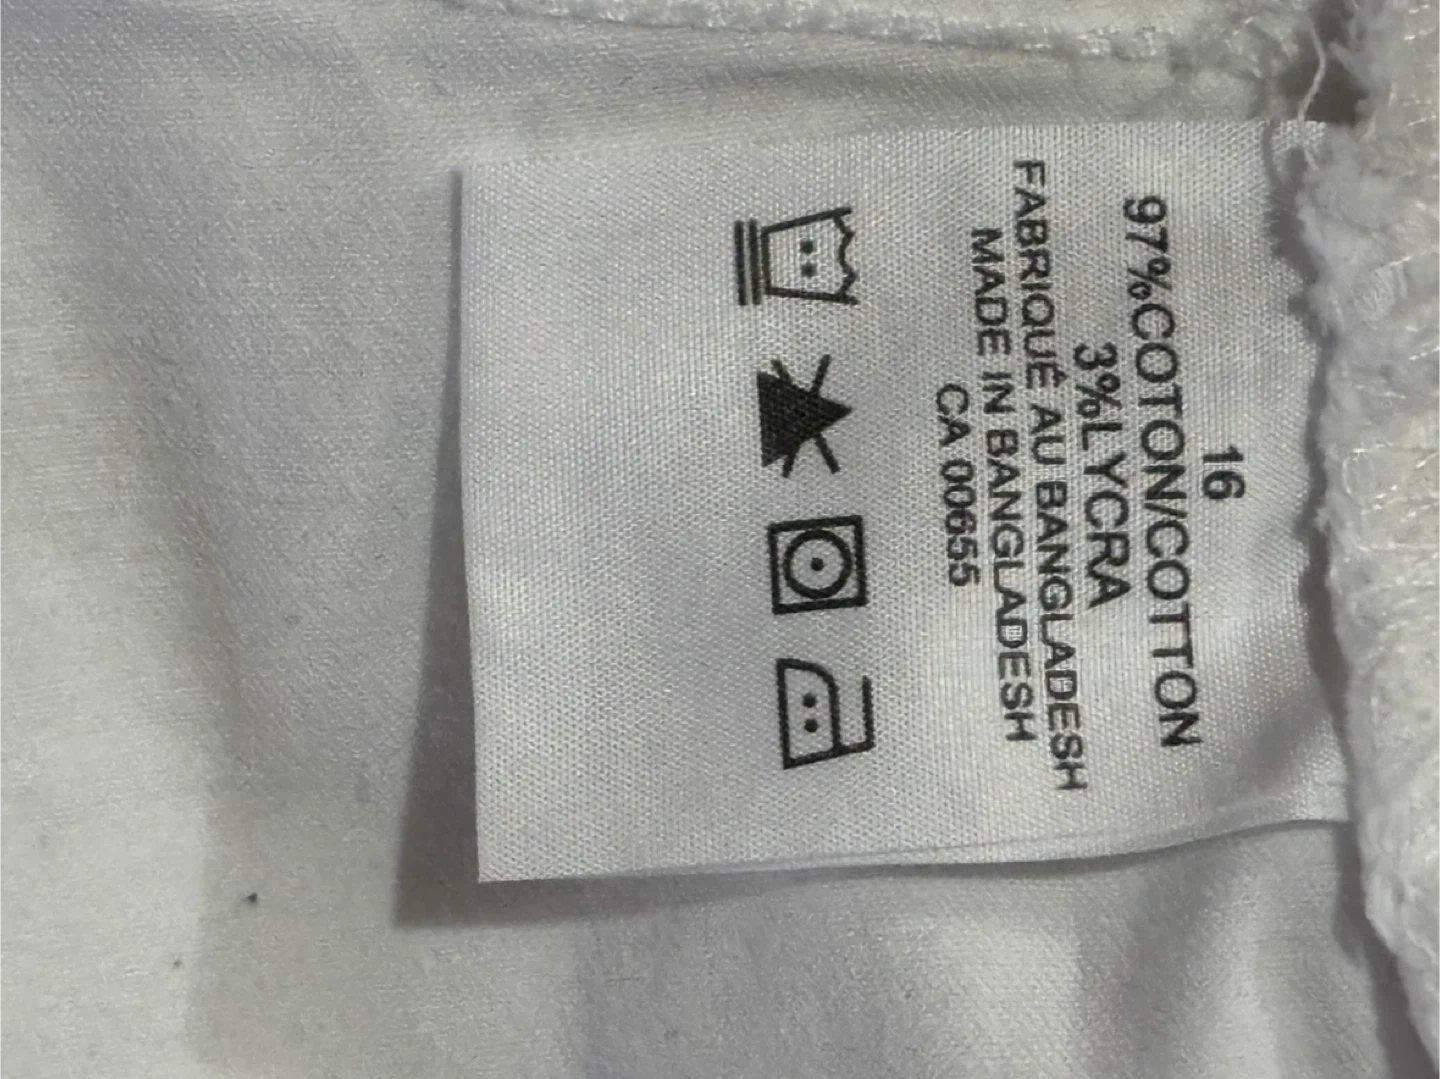 16
97%COTON/COTTON
3%LYCRA
FABRIQUÉ AU BANGLADESH
MADE IN BANGLADESH
CA 00655